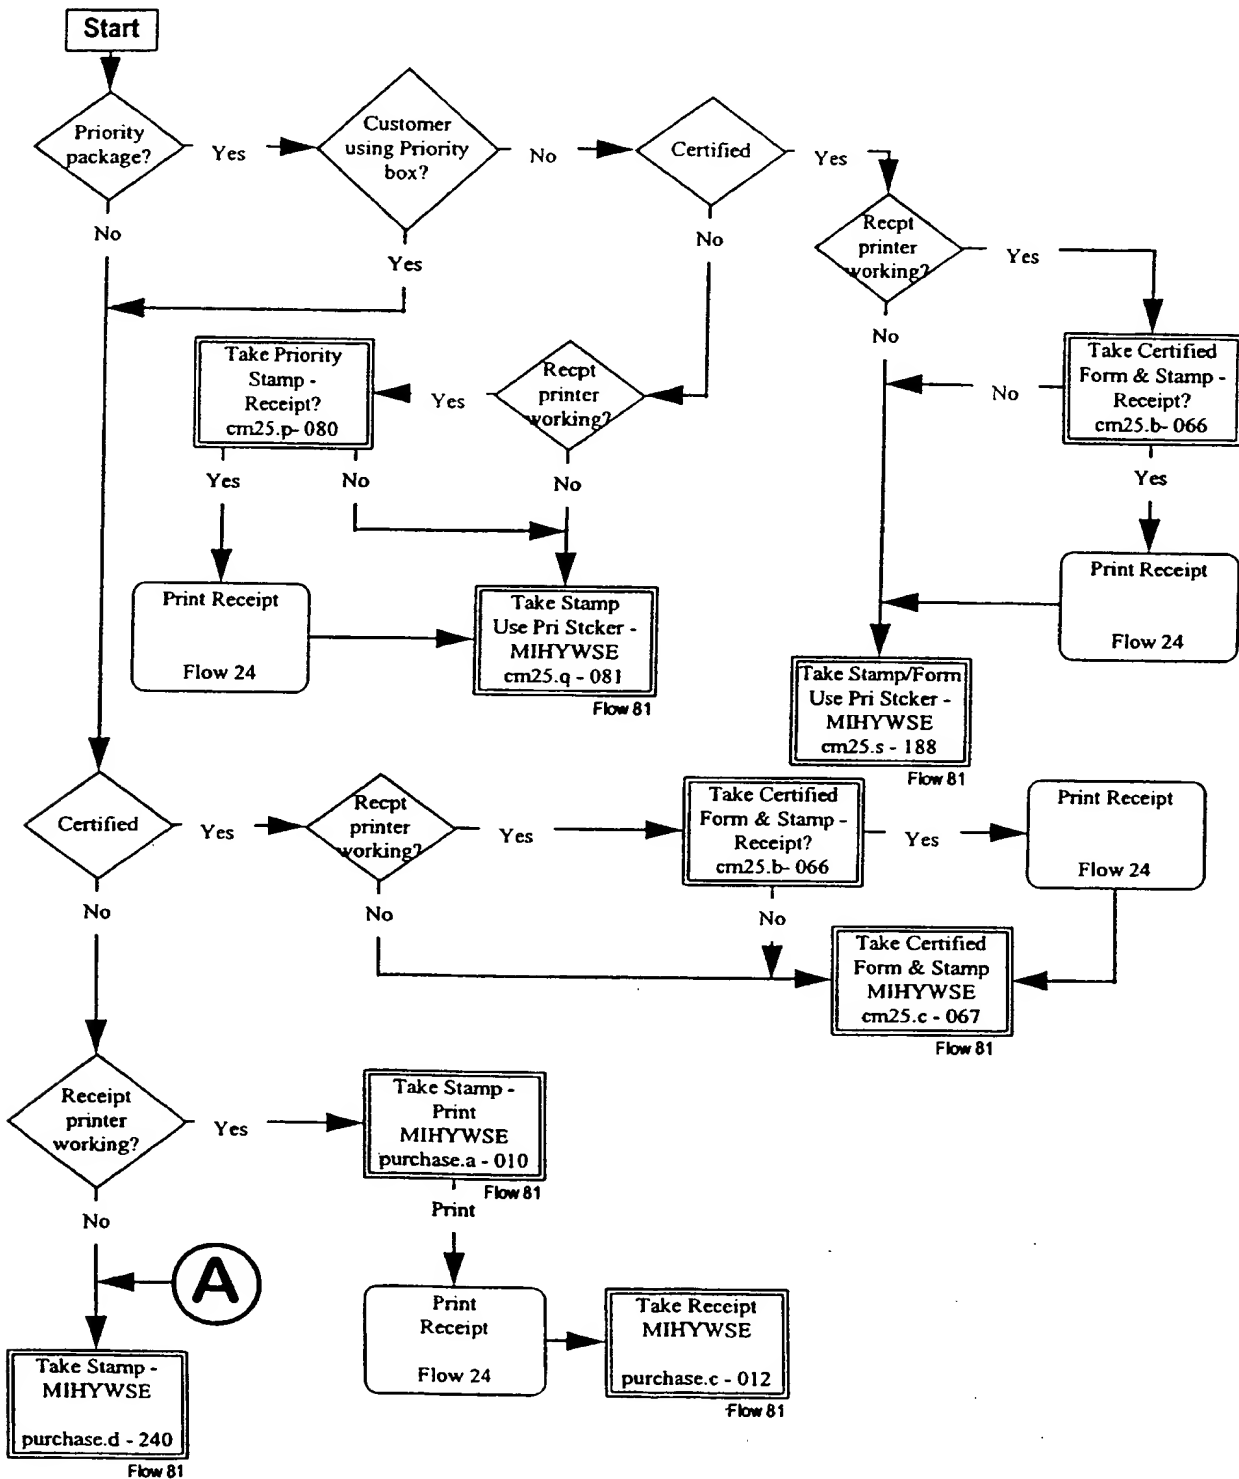 Start
Priority
package?
Yes
Customer
using Priority
box?
No
Certified
Yes
Recpt
printer
working?
Yes
No
Yes
No
No
Take Certified
Form & Stamp -
Receipt?
cm25.b- 066
No
Yes
Take Priority
Stamp -
Receipt?
cm25.p- 080
Yes
Recpt
printer
working?
Yes
No
No
Print Receipt
Flow 24
Take Stamp
Use Pri Stcker -
MIHYWSE
cm25.q - 081
Flow 81
Print Receipt
Flow 24
Take Stamp/Form
Use Pri Stcker -
MIHYWSE
cm25.s - 188
Flow 81
Certified
Yes
Recpt
printer
working?
Yes
Take Certified
Form & Stamp -
Receipt?
cm25.b- 066
Yes
Print Receipt
Flow 24
No
No
No
Take Certified
Form & Stamp
MIHYWSE
cm25.c - 067
Flow 81
Receipt
printer
working?
Yes
Take Stamp -
Print
MIHYWSE
purchase.a - 010
Flow 81
Print
No
A
Print
Receipt
Flow 24
Take Receipt
MIHYWSE
purchase.c - 012
Flow 81
Take Stamp -
MIHYWSE
purchase.d - 240
Flow 81